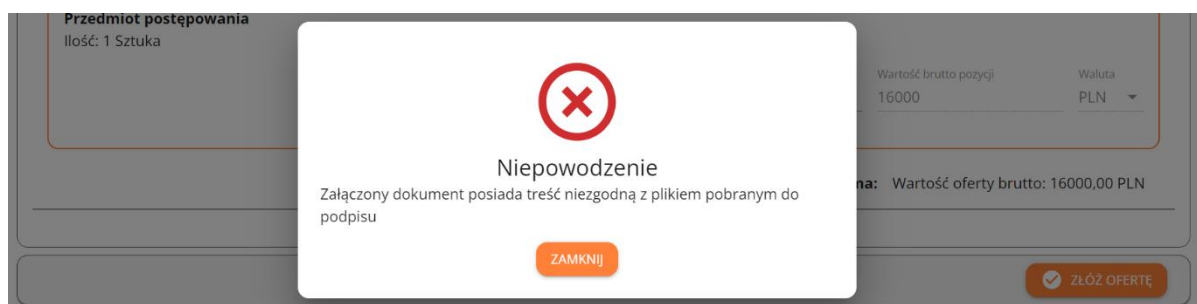 Przedmiot postępowania
Ilość: 1 Sztuka
Wartość brutto pozycji
Waluta
16000
PLN
Niepowodzenie
Załączony dokument posiada treść niezgodną z plikiem pobranym do
podpisu
na: Wartość oferty brutto: 16000,00 PLN
ZAMKNIJ
ZŁÓŻ OFERTĘ